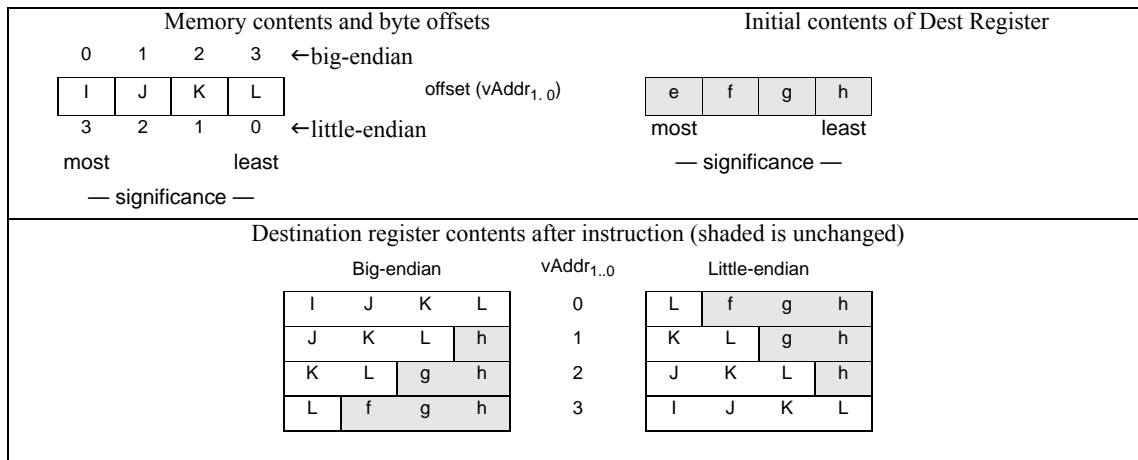 Memory contents and byte offsets Initial contents of Dest Register
0 1 2 3 ←big-endian
I J K L offset (vAddr1. 0) e f g h
3 2 1 0 ←little-endian most least
most least — significance —
— significance —
Destination register contents after instruction (shaded is unchanged)
Big-endian vAddr1..0 Little-endian
I J K L 0 L f g h
J K L h 1 K L g h
K L g h 2 J K L h
L f g h 3 I J K L